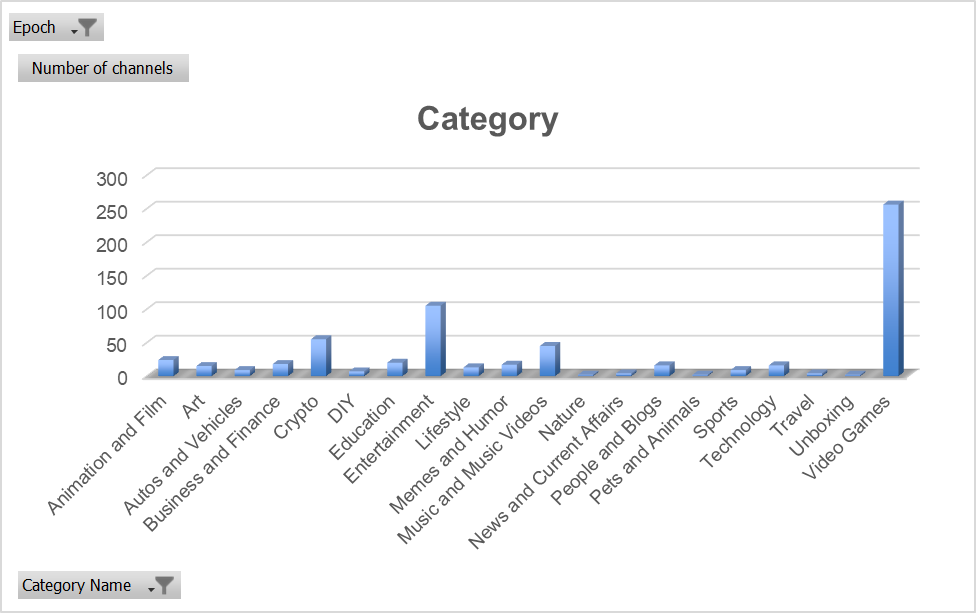 Epoch
Number of channels
Category
300
250
200
150
100
50
0
Animation and Film
Art
Autos and Vehicles
Business and Finance
Crypto
DIY
Education
Entertainment
Lifestyle
Memes and Humor
Music and Music Videos
Nature
News and Current Affairs
People and Blogs
Pets and Animals
Sports
Technology
Travel
Unboxing
Video Games
Category Name